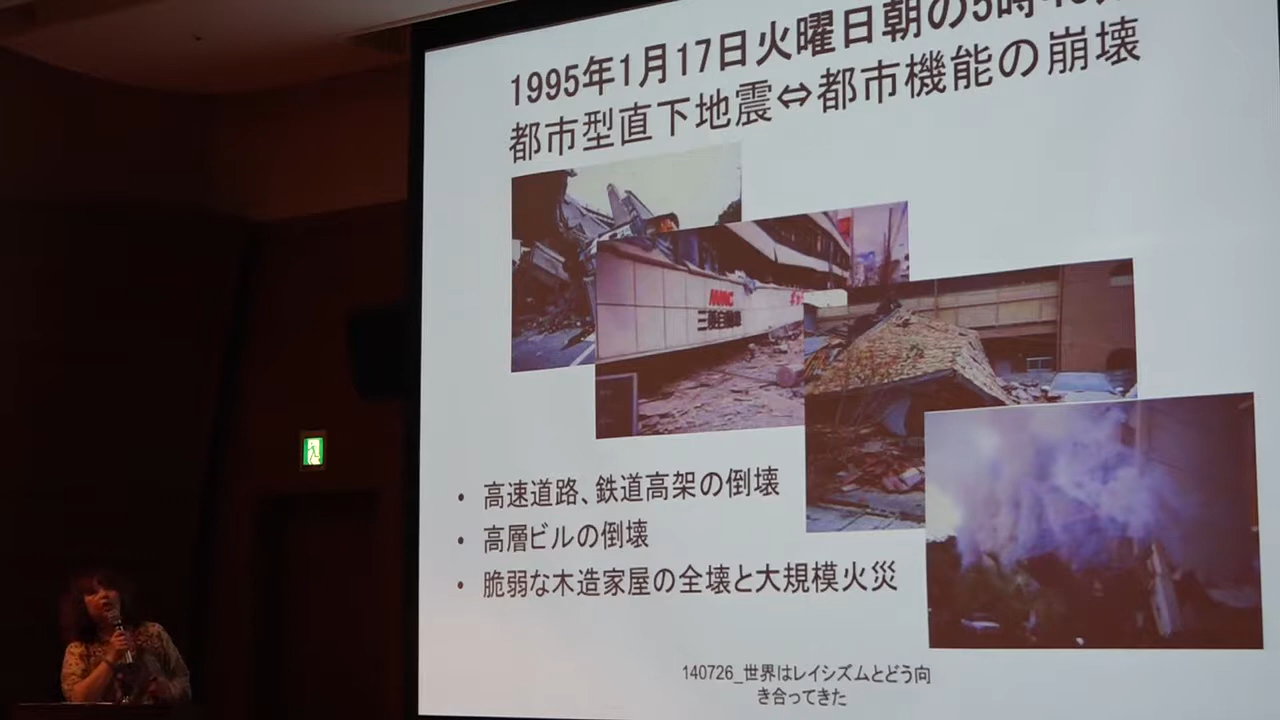 1995年1月17日火曜日朝の5時46
都市型直下地震⇔都市機能の崩壊
MMC
三菱自動車
・ 高速道路、鉄道高架の倒壊
・ 高層ビルの倒壊
・ 脆弱な木造家屋の全壊と大規模火災
140726_世界はレイシズムとどう向
き合ってきた